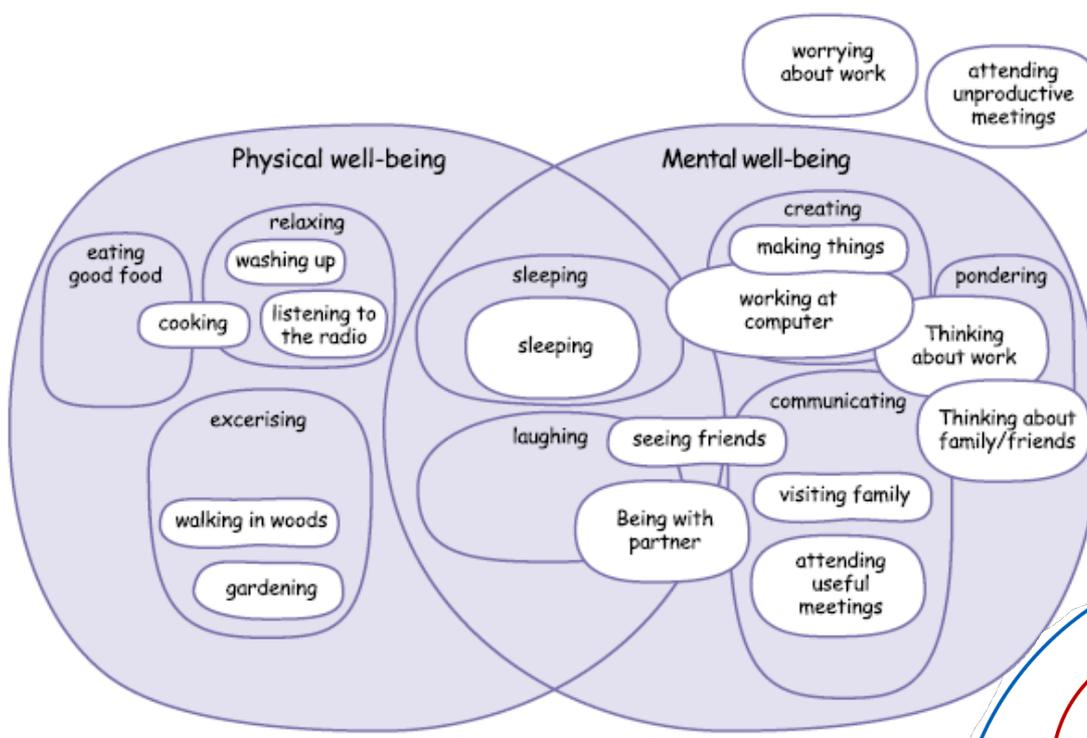 worrying
about work
attending
unproductive
meetings
Physical well-being
Mental well-being
relaxing
washing up
listening to
the radio
eating
good food
cooking
excerising
walking in woods
gardening
sleeping
sleeping
laughing
seeing friends
Being with
partner
creating
making things
working at
computer
pondering
Thinking
about work
Thinking about
family/friends
communicating
visiting family
attending
useful
meetings